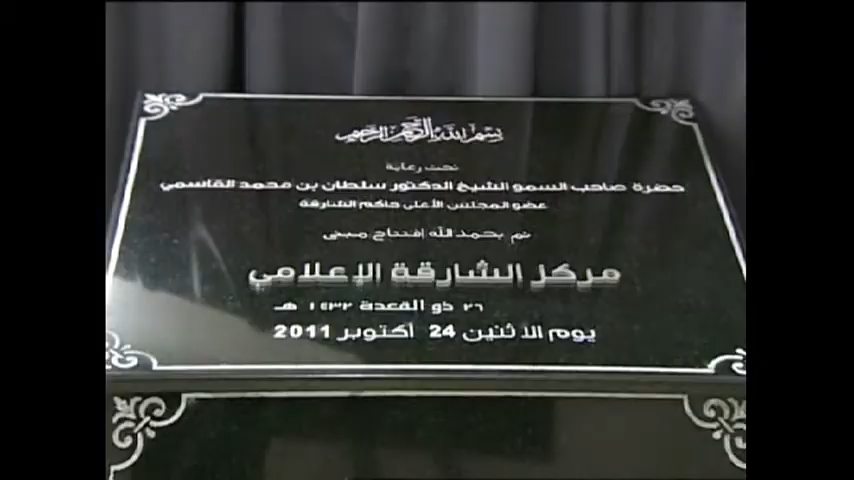 بسم الله الرحمن الرحيم
تحت رعاية
حضرة صاحب السمو الشيخ الدكتور سلطان بن محمد القاسمي
عضو المجلس الأعلى حاكم الشارقة
تم بحمد الله إفتتاح مبنى
مركز الشارقة الإعلامي
٢٦ ذو القعدة ١٤٣٢ هـ
يوم الاثنين 24 أكتوبر 2011